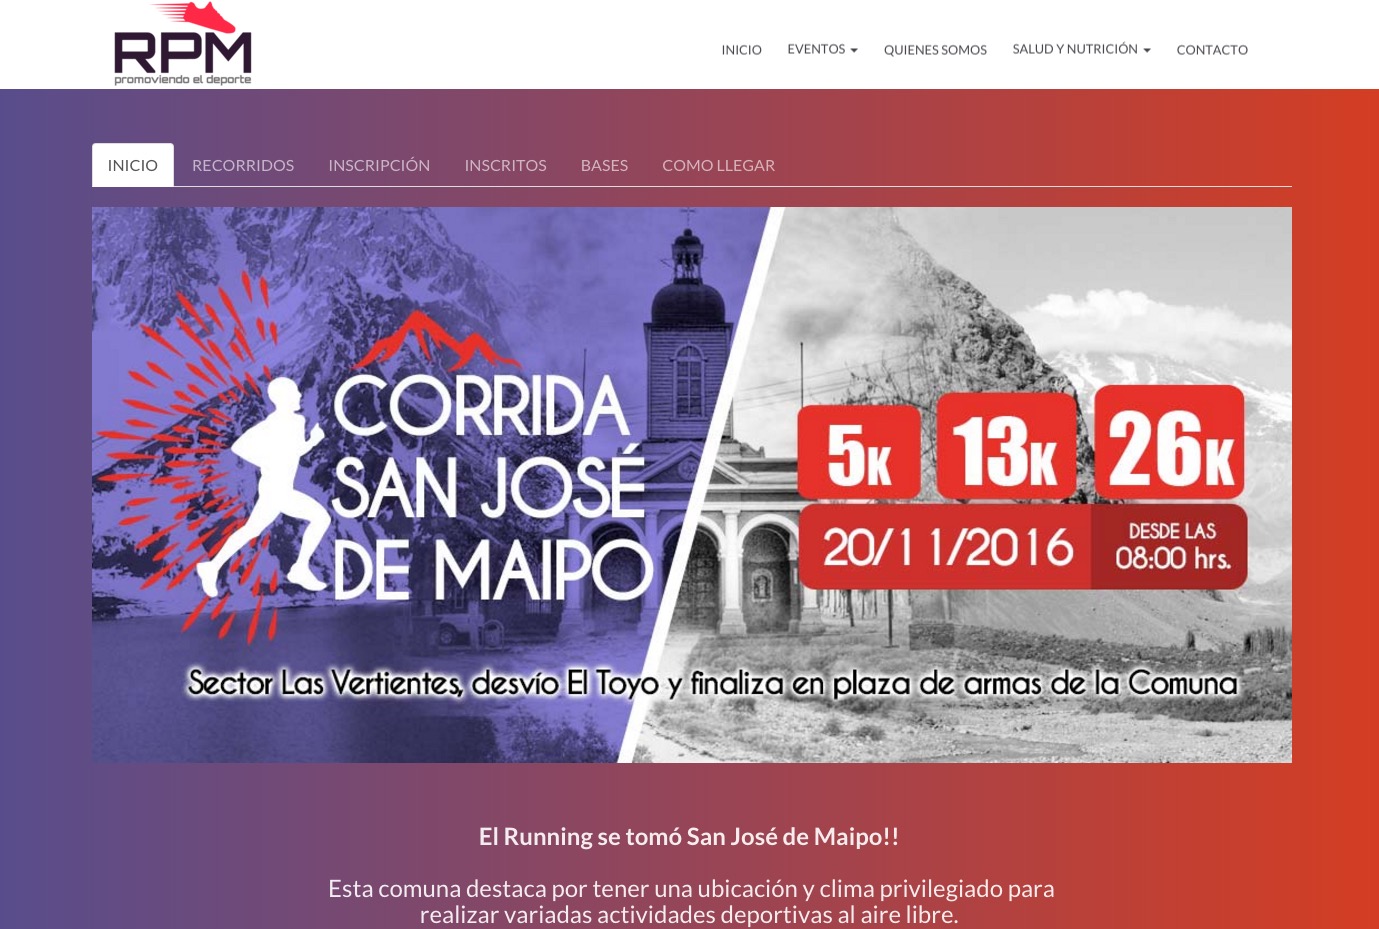 RPM
promoviendo el deporte
INICIO EVENTOS QUIENES SOMOS SALUD Y NUTRICIÓN CONTACTO
INICIO RECORRIDOS INSCRIPCIÓN INSCRITOS BASES COMO LLEGAR
CORRIDA
SAN JOSÉ
DE MAIPO
5K 13K 26K
20/11/2016
DESDE LAS
08:00 hrs.
Sector Las Vertientes, desvío El Toyo y finaliza en plaza de armas de la Comuna
El Running se tomó San José de Maipo!!
Esta comuna destaca por tener una ubicación y clima privilegiado para
realizar variadas actividades deportivas al aire libre.